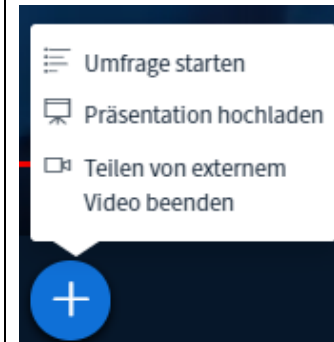 Umfrage starten
Präsentation hochladen
Teilen von externem
Video beenden